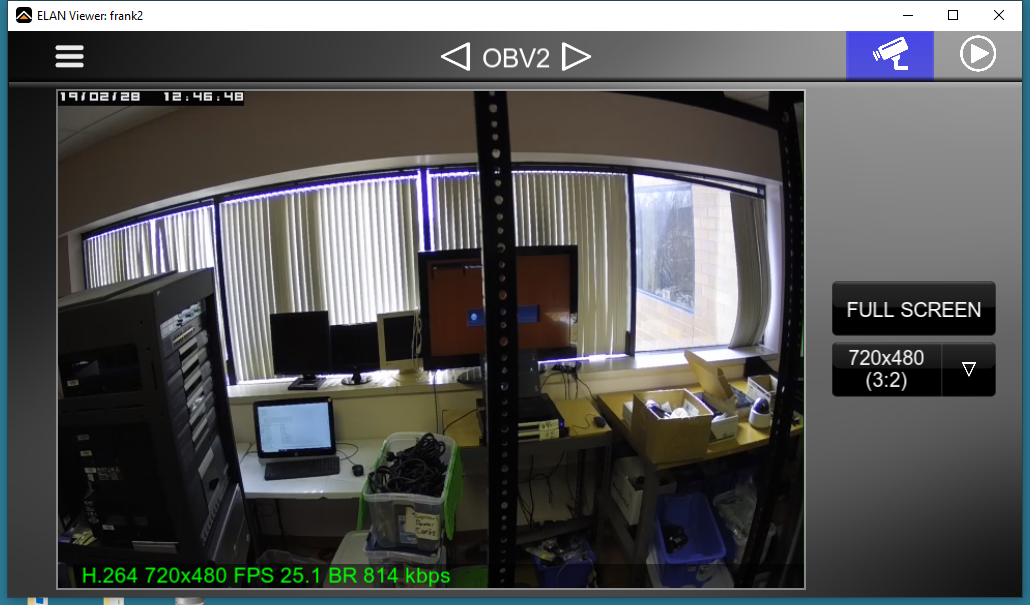 ELAN Viewer: frank2
OBV2
19/02/28 12:46:48
FULL SCREEN
720x480
(3:2)
H.264 720x480 FPS 25.1 BR 814 kbps